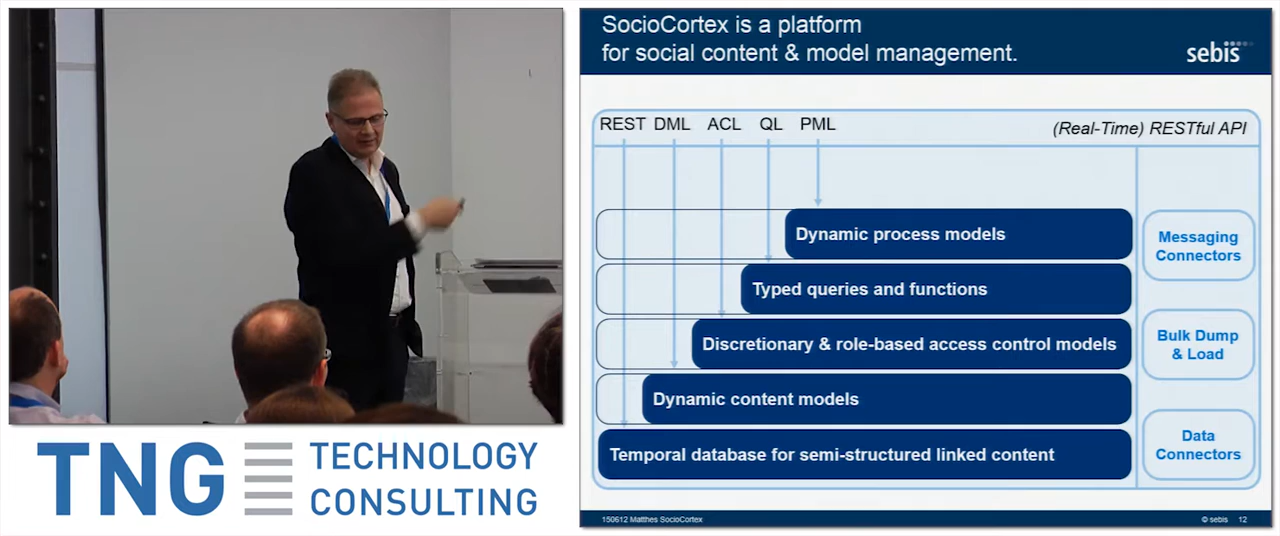 SocioCortex is a platform
for social content & model management.
sebis
REST DML ACL QL PML
(Real-Time) RESTful API
Dynamic process models
Typed queries and functions
Discretionary & role-based access control models
Dynamic content models
Temporal database for semi-structured linked content
Messaging
Connectors
Bulk Dump
& Load
Data
Connectors
150612 Matthes SocioCortex
© sebis 12
TNG TECHNOLOGY
CONSULTING